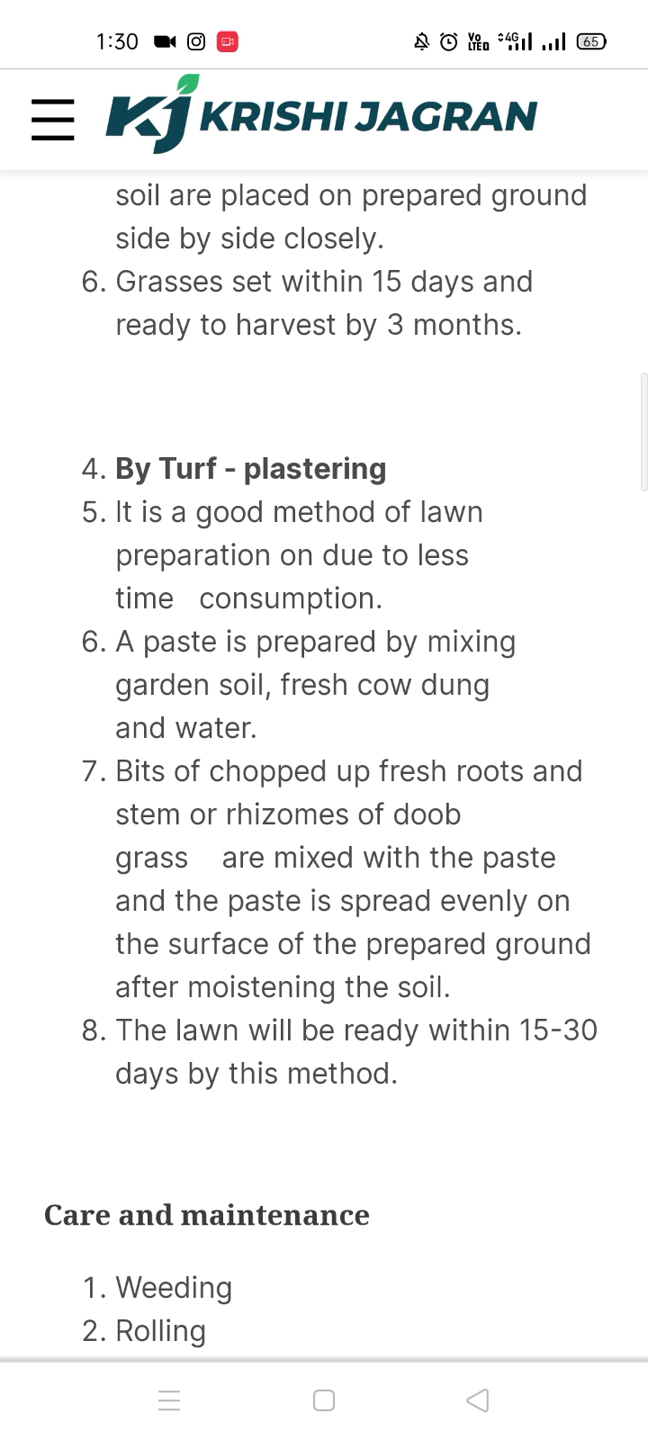 1:30
Vo
LTED
4G
65
KRISHI JAGRAN
soil are placed on prepared ground
side by side closely.
6. Grasses set within 15 days and
ready to harvest by 3 months.
4. By Turf - plastering
5. It is a good method of lawn
preparation on due to less
time consumption.
6. A paste is prepared by mixing
garden soil, fresh cow dung
and water.
7. Bits of chopped up fresh roots and
stem or rhizomes of doob
grass are mixed with the paste
and the paste is spread evenly on
the surface of the prepared ground
after moistening the soil.
8. The lawn will be ready within 15-30
days by this method.
Care and maintenance
1. Weeding
2. Rolling